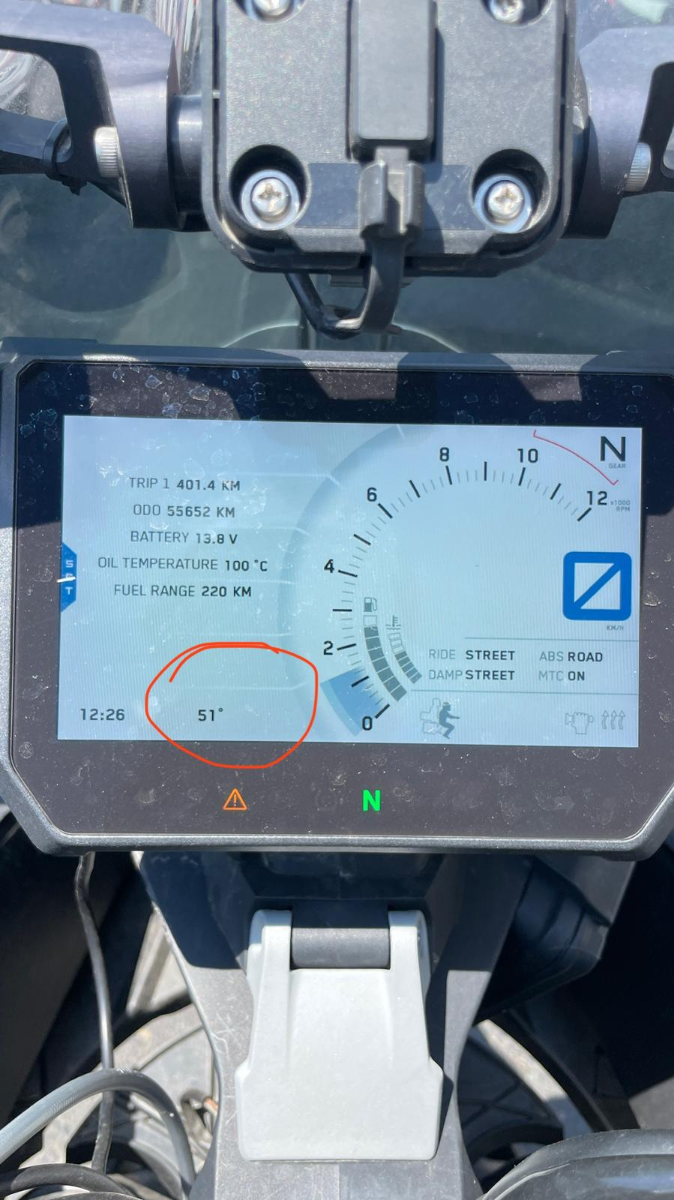 8
10
N
GEAR
6
12
x1000
RPM
TRIP 1 401.4 KM
ODO 55652 KM
BATTERY 13.8 V
OIL TEMPERATURE 100 °C
4
FUEL RANGE 220 KM
KM/H
2
RIDE STREET ABS ROAD
DAMP STREET MTC ON
12:26 51°
0
N